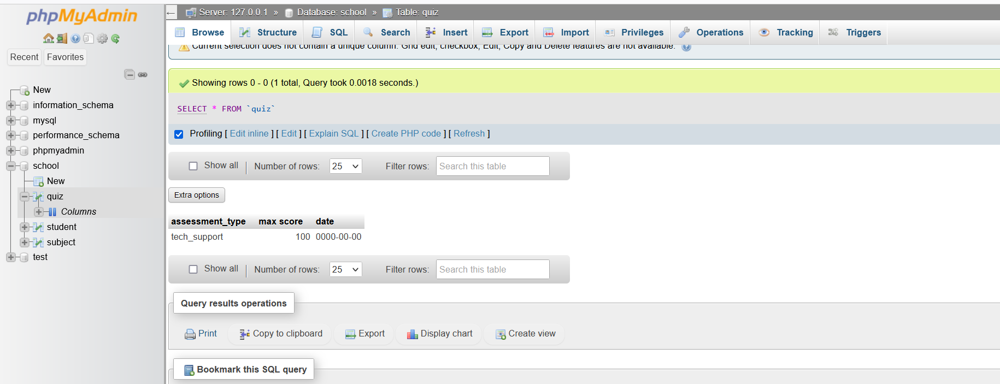 phpMyAdmin
Recent Favorites
New
information_schema
mysql
performance_schema
phpmyadmin
school
New
quiz
Columns
student
subject
test
← Server: 127.0.0.1 » Database: school » Table: quiz
Browse Structure SQL Search Insert Export Import Privileges Operations Tracking Triggers
Current selection does not contain a unique column. Grid edit, checkbox, Edit, Copy and Delete features are not available.
Showing rows 0 - 0 (1 total, Query took 0.0018 seconds.)
SELECT * FROM `quiz`
Profiling [ Edit inline ] [ Edit ] [ Explain SQL ] [ Create PHP code ] [ Refresh ]
Show all | Number of rows: 25 Filter rows: Search this table
Extra options
assessment_type max score date
tech_support 100 0000-00-00
Show all | Number of rows: 25 Filter rows: Search this table
Query results operations
Print Copy to clipboard Export Display chart Create view
Bookmark this SQL query